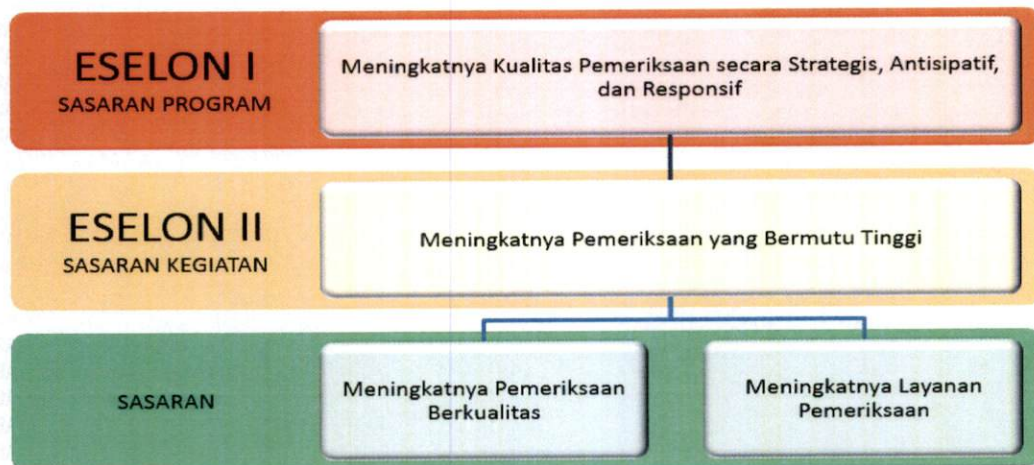 ESELON I
SASARAN PROGRAM
Meningkatnya Kualitas Pemeriksaan secara Strategis, Antisipatif,
dan Responsif
ESELON II
SASARAN KEGIATAN
Meningkatnya Pemeriksaan yang Bermutu Tinggi
SASARAN
Meningkatnya Pemeriksaan
Berkualitas
Meningkatnya Layanan
Pemeriksaan